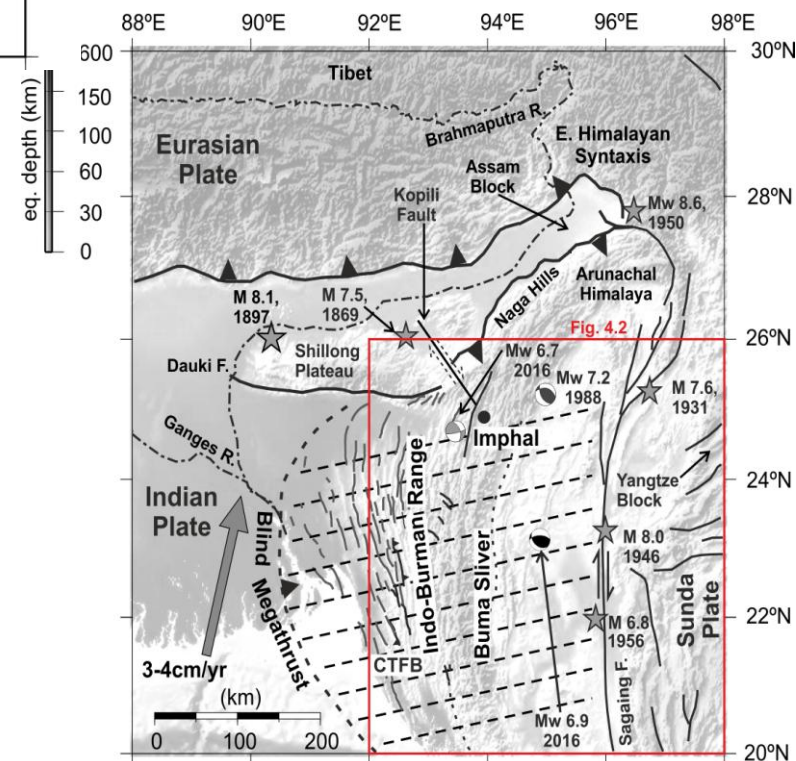 88ºE
90ºE
92ºE
94ºE
96ºE
98ºE
600
150
100
60
30
0
eq. depth (km)
30ºN
28ºN
26ºN
24ºN
22ºN
20ºN
Tibet
Brahmaputra R.
Eurasian
Plate
E. Himalayan
Syntaxis
Assam
Block
Kopili
Fault
Mw 8.6,
1950
Arunachal
Himalaya
Naga Hills
M 8.1,
1897
M 7.5,
1869
Fig. 4.2
Shillong
Plateau
Dauki F.
Mw 6.7
2016
Mw 7.2
1988
M 7.6,
1931
Imphal
Ganges R.
Yangtze
Block
Indian
Plate
Blind
Megathrust
Indo-Burmani Range
Buma Sliver
M 8.0
1946
M 6.8
1956
Sunda
Plate
Sagaing F.
CTFB
3-4cm/yr
(km)
0
100
200
Mw 6.9
2016